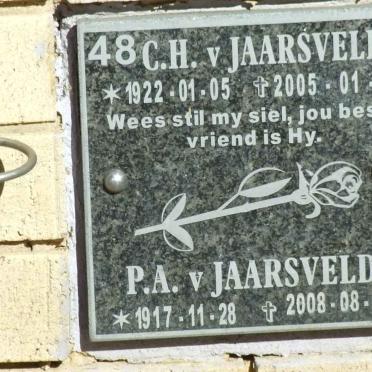 48 C.H. v JAARSVELD
1922 · 01 · 05 2005 · 01 ·
Wees stil my siel, jou bes
vriend is Hy.
P.A. v JAARSVELD
1917 · 11 · 28 2008 · 08 ·